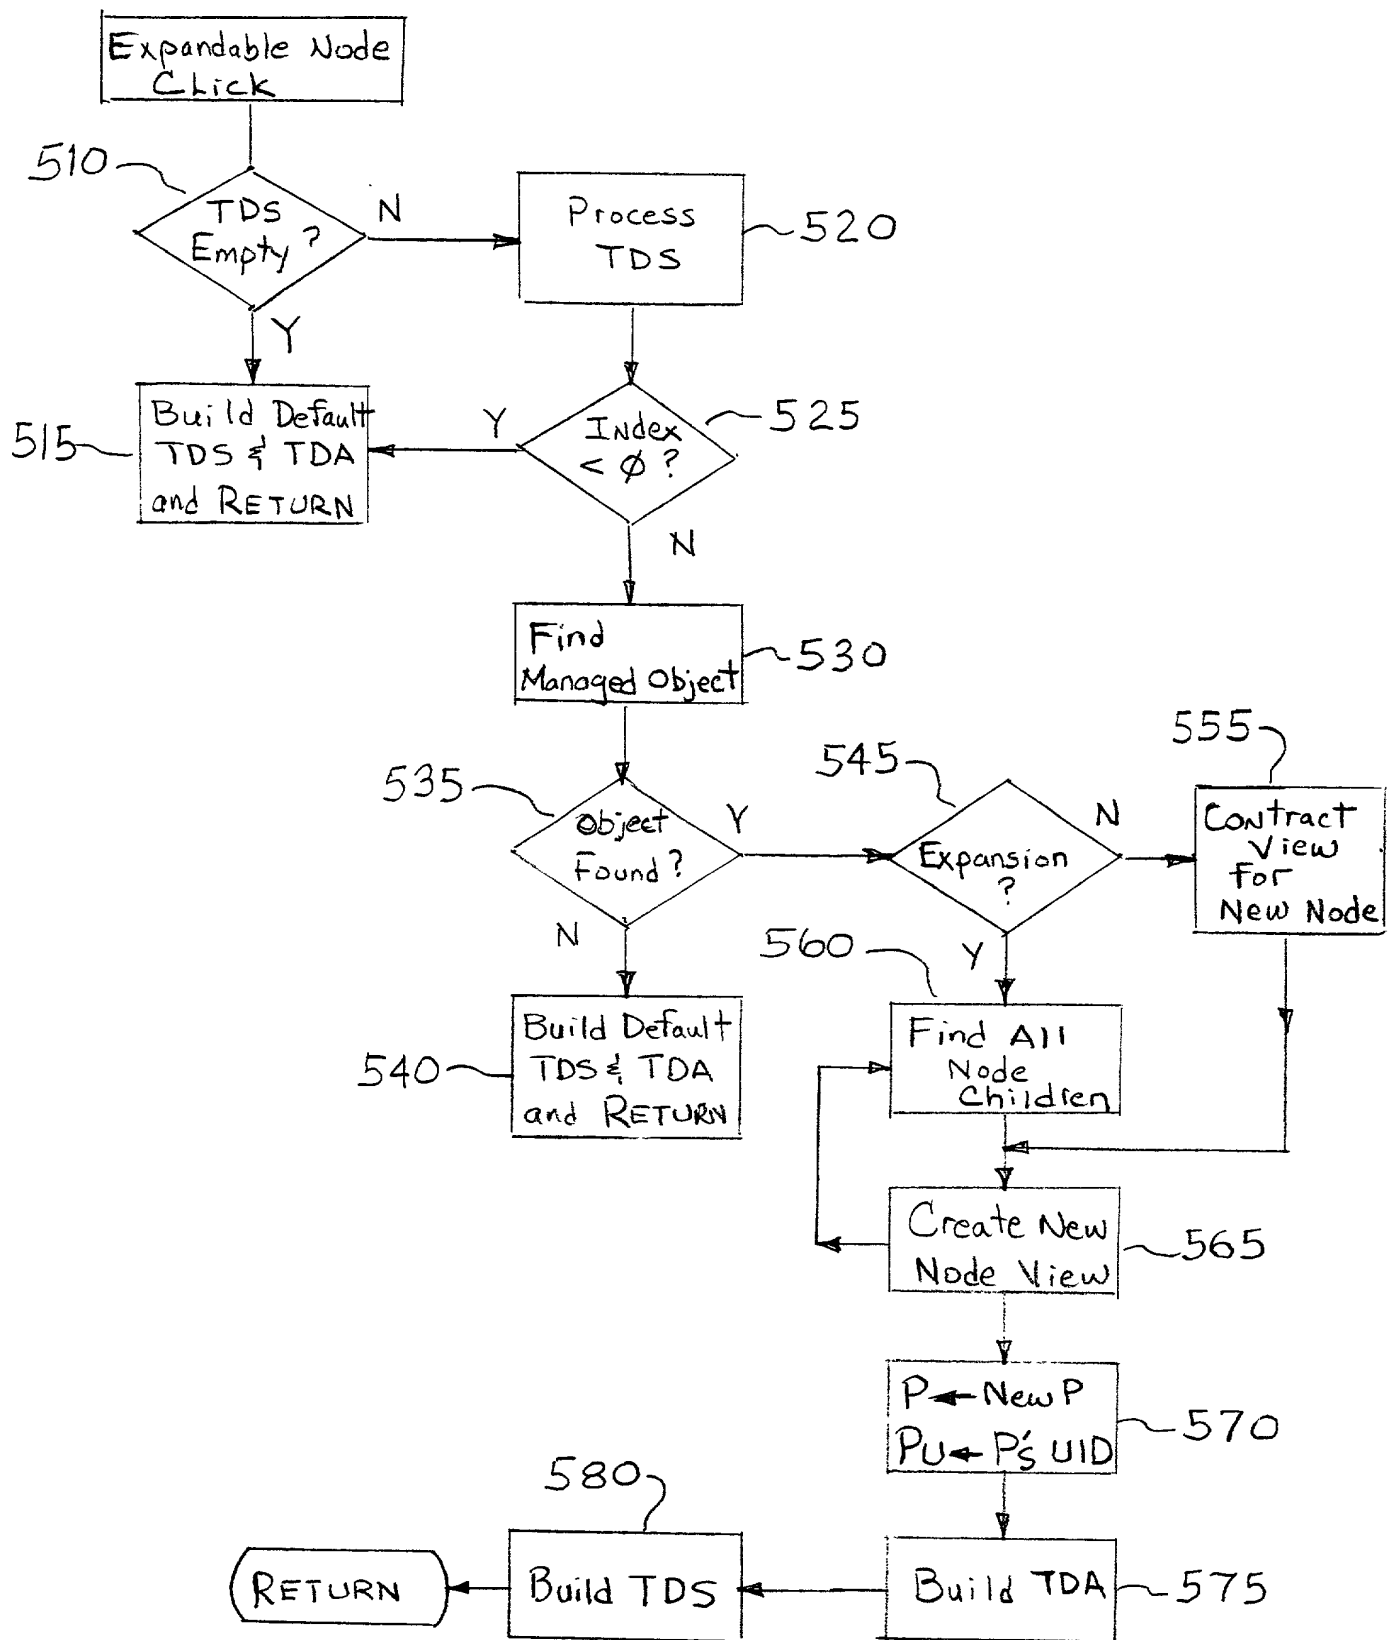 Expandable Node
Click
510
TDS
Empty?
N
Process
TDS
520
Y
Build Default
TDS & TDA
and RETURN
515
Y
Index
< Ø ?
525
N
Find
Managed Object
530
535
Object
Found?
Y
545
Expansion
?
N
555
Contract
View
for
New Node
N
Build Default
TDS & TDA
and RETURN
540
Y
560
Find All
Node
Children
Create New
Node View
565
P ← New P
PU ← P's UID
570
580
RETURN
Build TDS
Build TDA
575